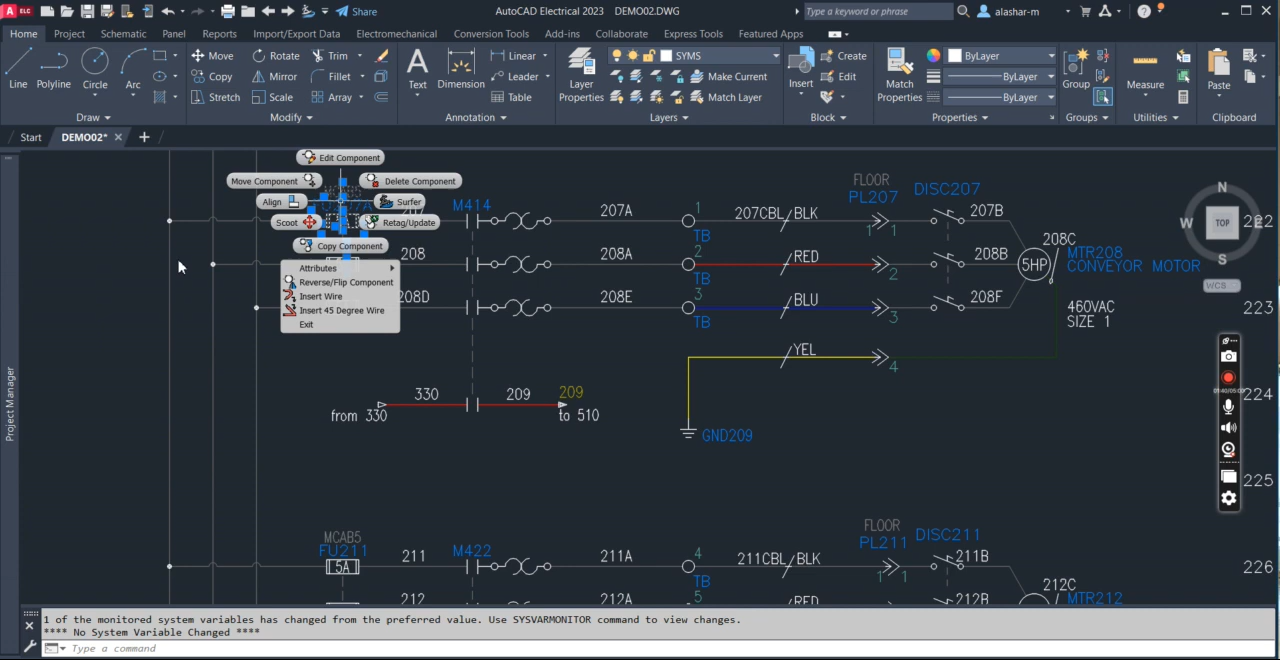 A ELC Share AutoCAD Electrical 2023 DEMO02.DWG Type a keyword or phrase alashar-m
Home Project Schematic Panel Reports Import/Export Data Electromechanical Conversion Tools Add-ins Collaborate Express Tools Featured Apps
Line Polyline Circle Arc
Move Rotate Trim
Copy Mirror Fillet
Stretch Scale Array
Text Dimension
Linear
Leader
Table
Layer
Properties
SYMS
Make Current
Match Layer
Insert
Create
Edit
Match
Properties
ByLayer
ByLayer
ByLayer
Group
Measure
Paste
Draw Modify Annotation Layers Block Properties Groups Utilities Clipboard
Start DEMO02* +
Project Manager
Edit Component
Move Component Delete Component
Align Surfer
Scoot Retag/Update
Copy Component
Attributes
Reverse/Flip Component
Insert Wire
Insert 45 Degree Wire
Exit
M414 207A 1 207CBL BLK FLOOR PL207 DISC207 207B
TB 1 1
208 208A 2 RED 208B 208C
TB 2
5HP MTR208
CONVEYOR MOTOR
208D 208E 3 BLU 208F
TB 3
460VAC
SIZE 1
YEL
4
330 209 209
from 330 to 510
GND209
N
W TOP E
S
WCS
222
223
224
225
226
MCAB5
FU211
5A
211 M422 211A 4 211CBL BLK FLOOR PL211 DISC211 211B
TB 1 1
212 212A 5 RED 212B 212C
MTR212
1 of the monitored system variables has changed from the preferred value. Use SYSVARMONITOR command to view changes.
**** No System Variable Changed ****
Type a command